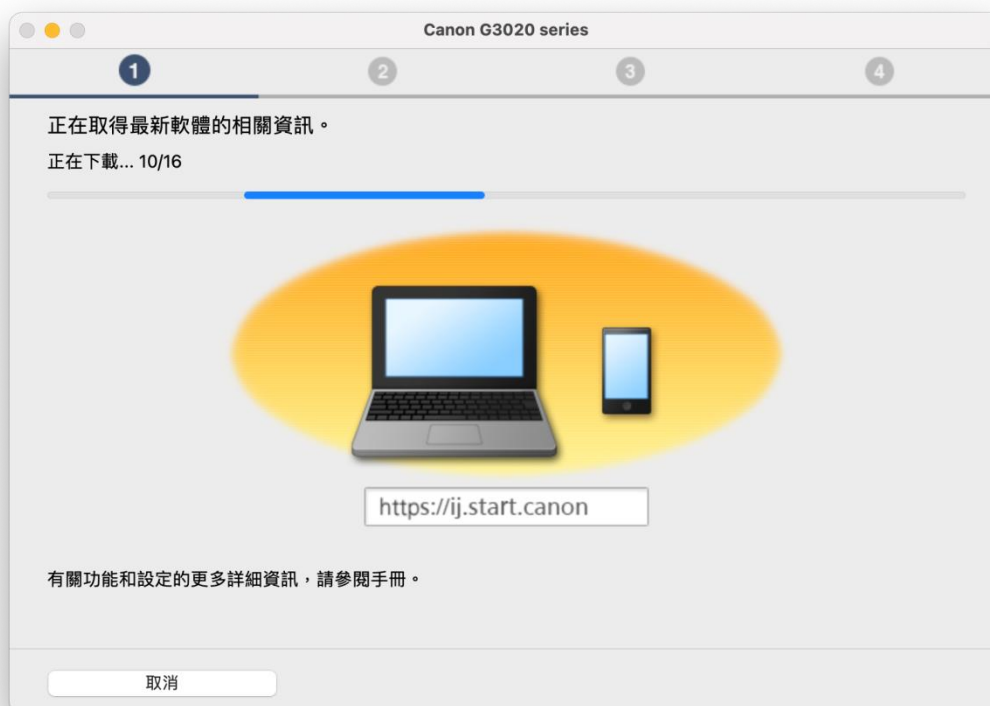 Canon G3020 series
1 2 3 4
正在取得最新軟體的相關資訊。
正在下載... 10/16
https://ij.start.canon
有關功能和設定的更多詳細資訊，請參閱手冊。
取消